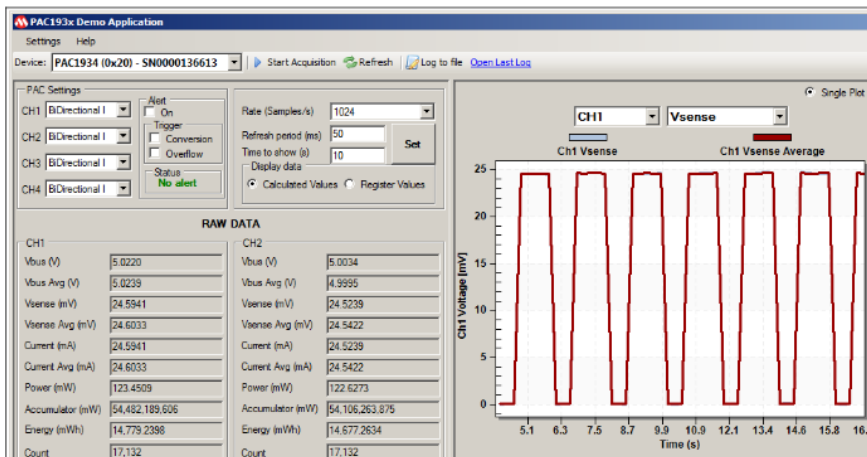 PAC193x Demo Application
Settings Help
Device: PAC1934 (0x20) - SN0000136613 Start Acquisition Refresh Log to file Open Last Log
PAC Settings
CH1 BiDirectional I
CH2 BiDirectional I
CH3 BiDirectional I
CH4 BiDirectional I
Alert
On
Trigger
Conversion
Overflow
Status
No alert
Rate (Samples/s) 1024
Refresh period (ms) 50
Time to show (s) 10
Set
Display data
Calculated Values Register Values
RAW DATA
CH1
Vbus (V) 5.0220
Vbus Avg (V) 5.0239
Vsense (mV) 24.5941
Vsense Avg (mV) 24.6033
Current (mA) 24.5941
Current Avg (mA) 24.6033
Power (mW) 123.4509
Accumulator (mW) 54,482,189,606
Energy (mWh) 14,779.2398
Count 17,132
CH2
Vbus (V) 5.0034
Vbus Avg (V) 4.9995
Vsense (mV) 24.5239
Vsense Avg (mV) 24.5422
Current (mA) 24.5239
Current Avg (mA) 24.5422
Power (mW) 122.6273
Accumulator (mW) 54,106,263,875
Energy (mWh) 14,677.2634
Count 17,132
Single Plot
CH1 Vsense
Ch1 Vsense Ch1 Vsense Average
Ch1 Voltage [mV]
25
20
15
10
5
0
5.1 6.3 7.5 8.7 9.9 10.9 12.1 13.4 14.6 15.8 16.
Time (s)